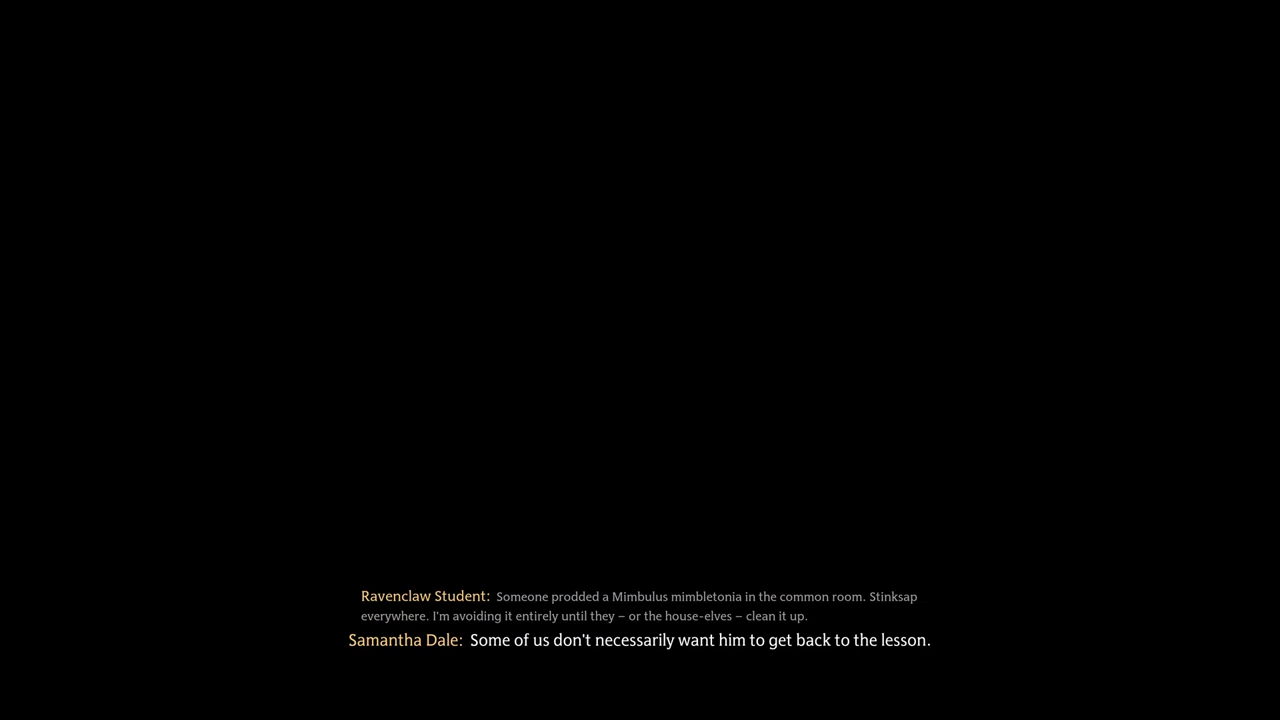 Ravenclaw Student: Someone prodded a Mimbulus mimbletonia in the common room. Stinksap
everywhere. I'm avoiding it entirely until they – or the house-elves – clean it up.
Samantha Dale: Some of us don't necessarily want him to get back to the lesson.